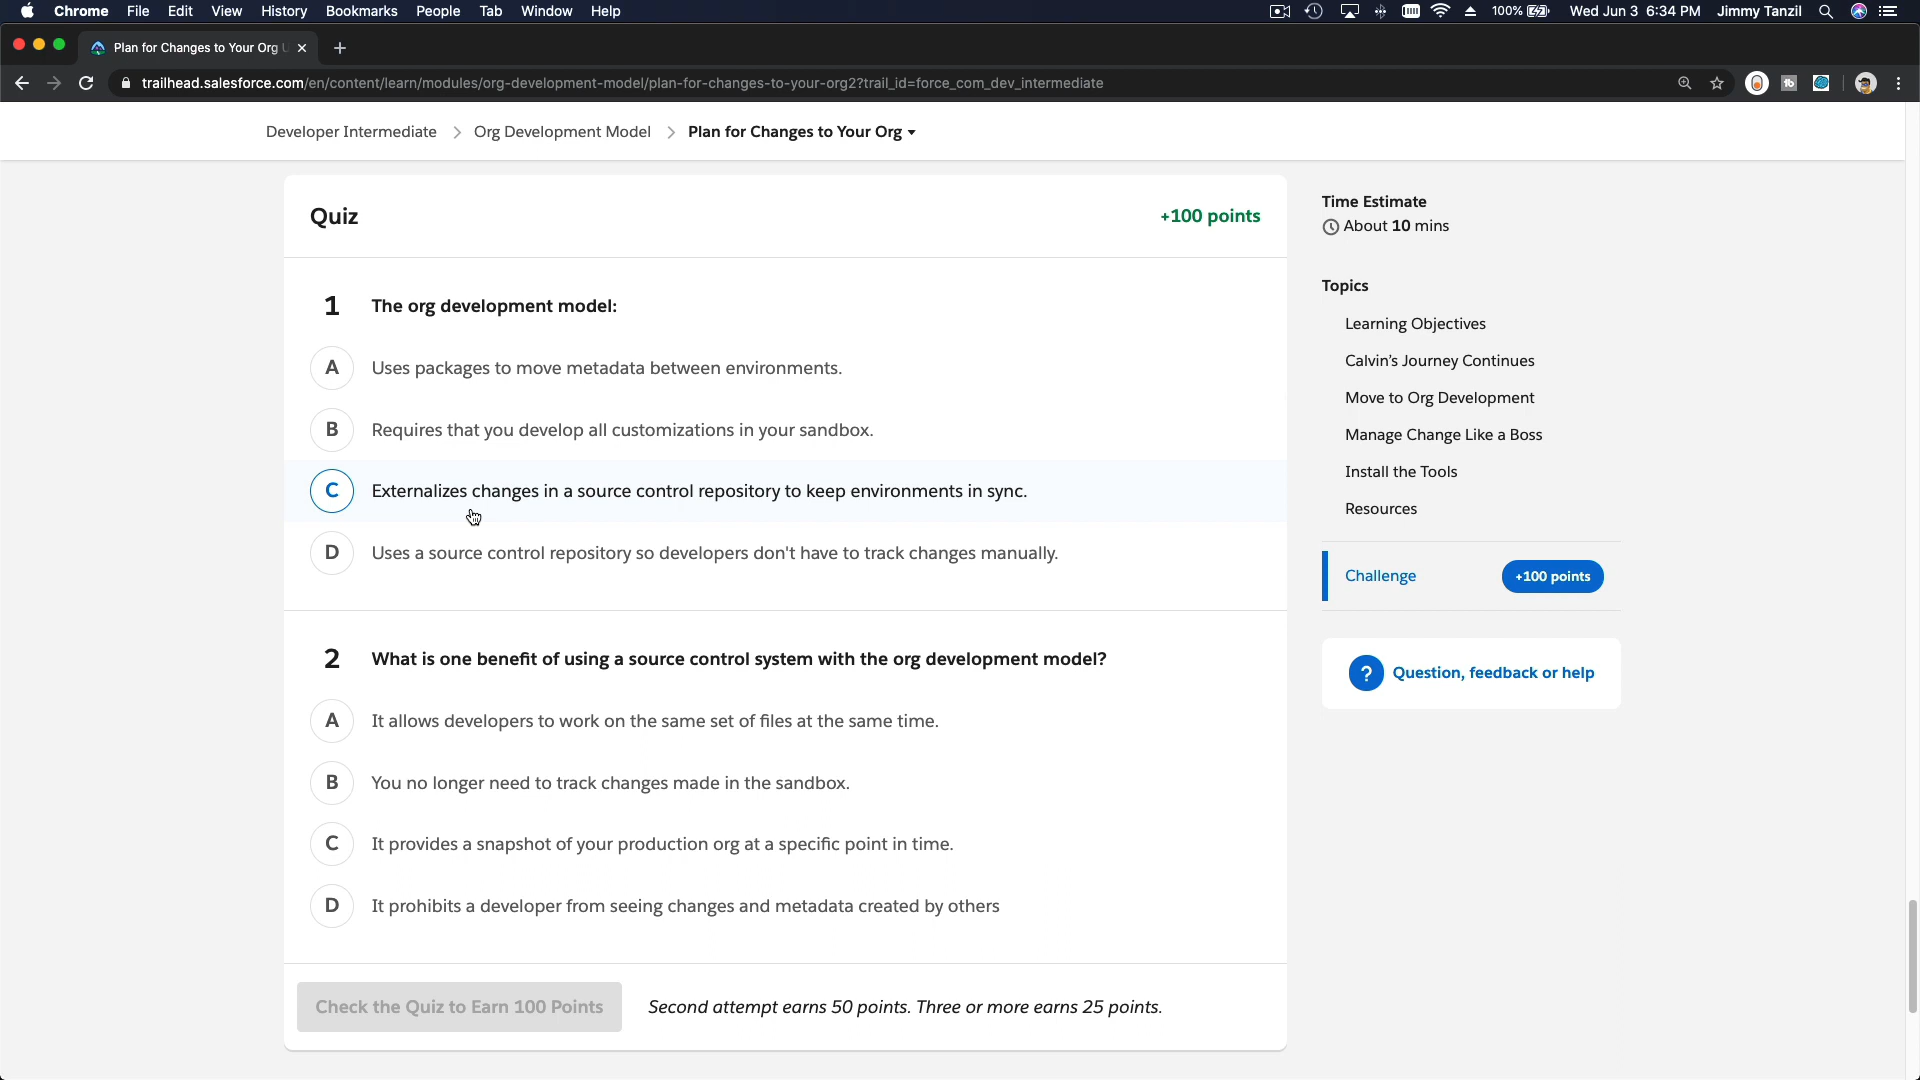 Chrome File Edit View History Bookmarks People Tab Window Help 100% Wed Jun 3 6:34 PM Jimmy Tanzil
Plan for Changes to Your Org U
trailhead.salesforce.com/en/content/learn/modules/org-development-model/plan-for-changes-to-your-org2?trail_id=force_com_dev_intermediate
Developer Intermediate > Org Development Model > Plan for Changes to Your Org
Quiz +100 points
1 The org development model:
A Uses packages to move metadata between environments.
B Requires that you develop all customizations in your sandbox.
C Externalizes changes in a source control repository to keep environments in sync.
D Uses a source control repository so developers don't have to track changes manually.
2 What is one benefit of using a source control system with the org development model?
A It allows developers to work on the same set of files at the same time.
B You no longer need to track changes made in the sandbox.
C It provides a snapshot of your production org at a specific point in time.
D It prohibits a developer from seeing changes and metadata created by others
Check the Quiz to Earn 100 Points Second attempt earns 50 points. Three or more earns 25 points.
Time Estimate
About 10 mins
Topics
Learning Objectives
Calvin’s Journey Continues
Move to Org Development
Manage Change Like a Boss
Install the Tools
Resources
Challenge +100 points
? Question, feedback or help